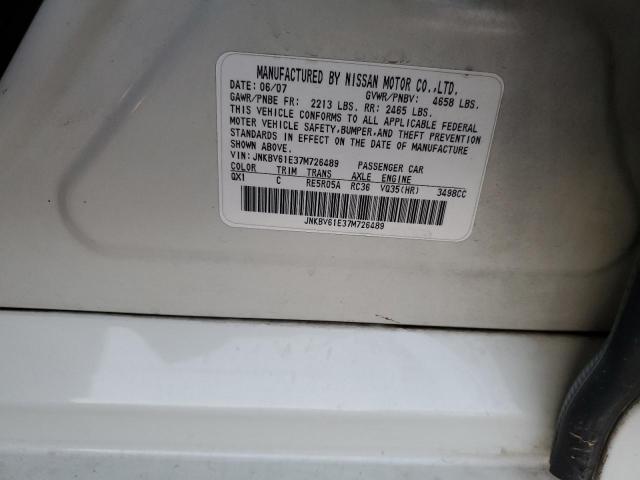 MANUFACTURED BY NISSAN MOTOR CO.,LTD.
DATE: 06/07 GVWR/PNBV: 4658 LBS.
GAWR/PNBE FR: 2213 LBS. RR: 2465 LBS.
THIS VEHICLE CONFORMS TO ALL APPLICABLE FEDERAL
MOTOR VEHICLE SAFETY,BUMPER,AND THEFT PREVENTION
STANDARDS IN EFFECT ON THE DATE OF MANUFACTURE
SHOWN ABOVE.
VIN: JNKBV61E37M726489 PASSENGER CAR
COLOR TRIM TRANS AXLE ENGINE
QX1 C RE5R05A RC36 VQ35(HR) 3498CC
JNKBV61E37M726489